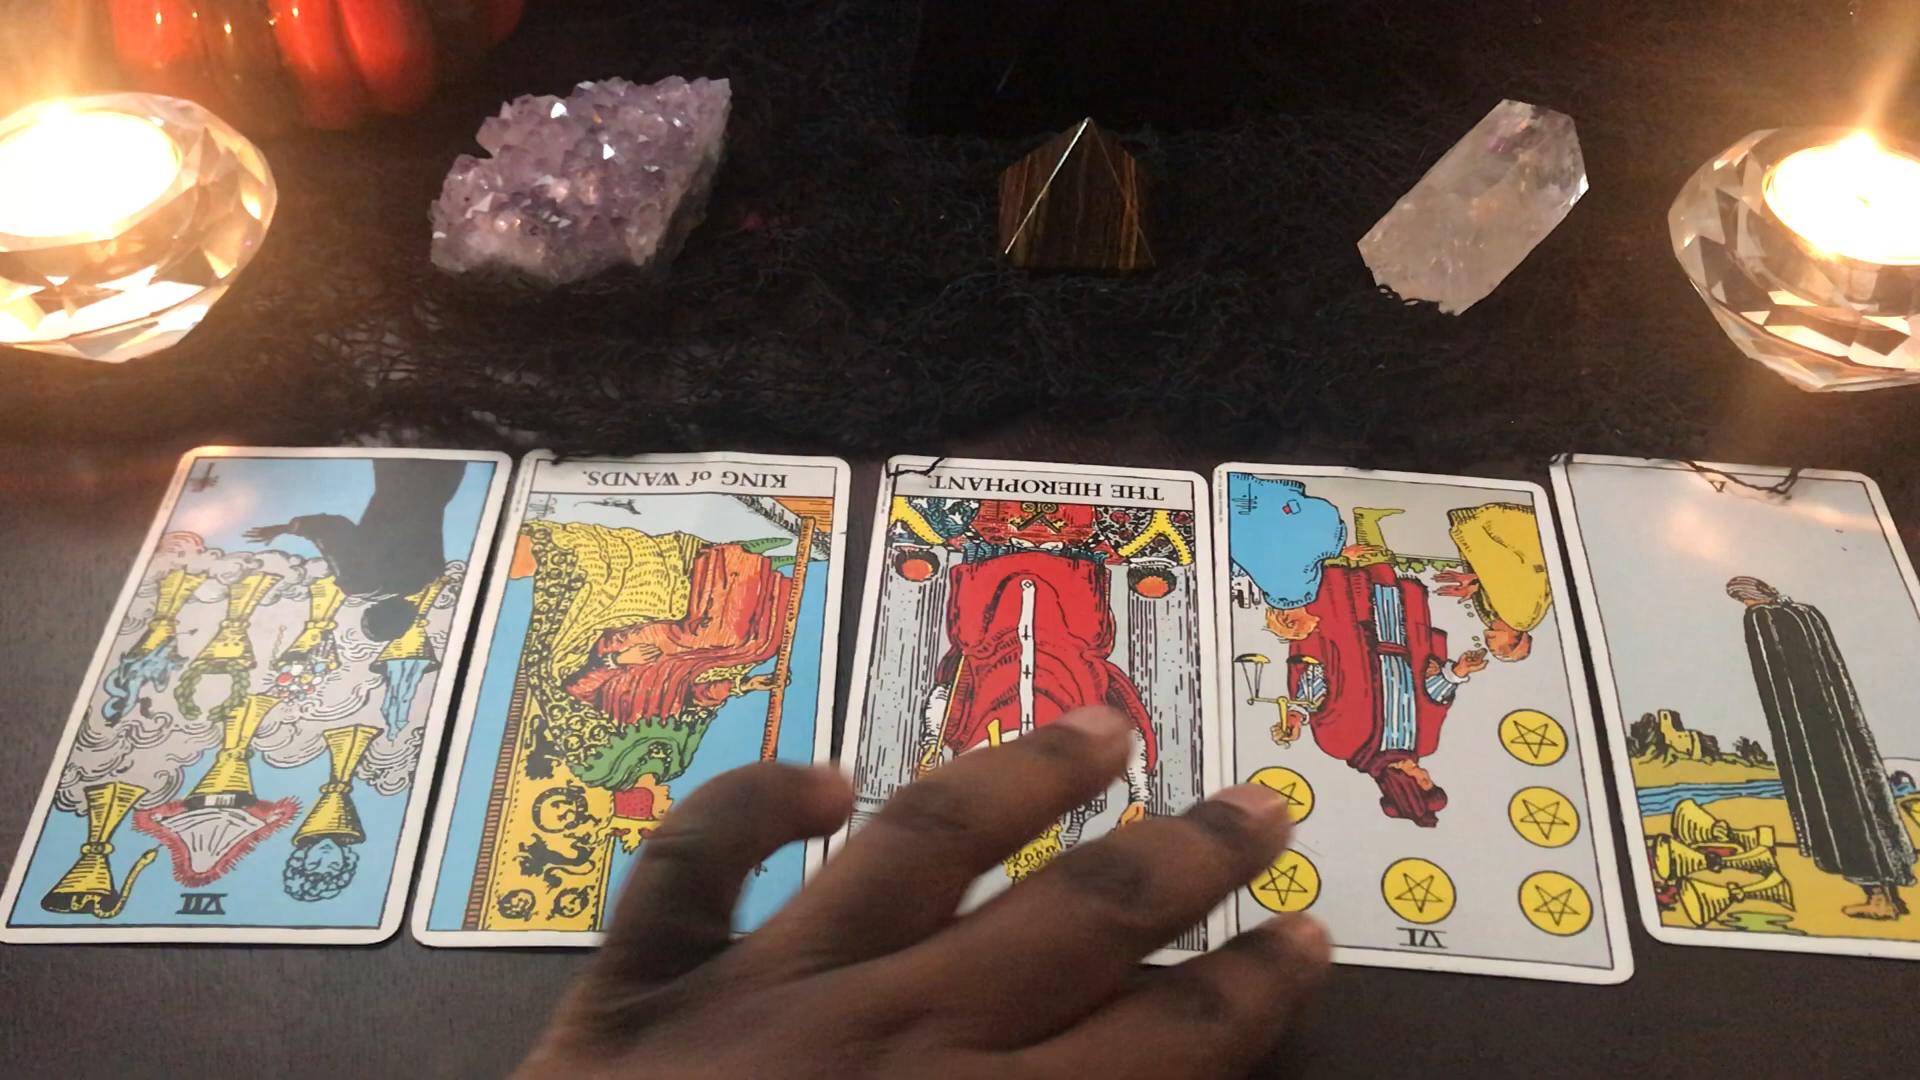 KING of WANDS.
THE HIEROPHANT.
V
VII
VI